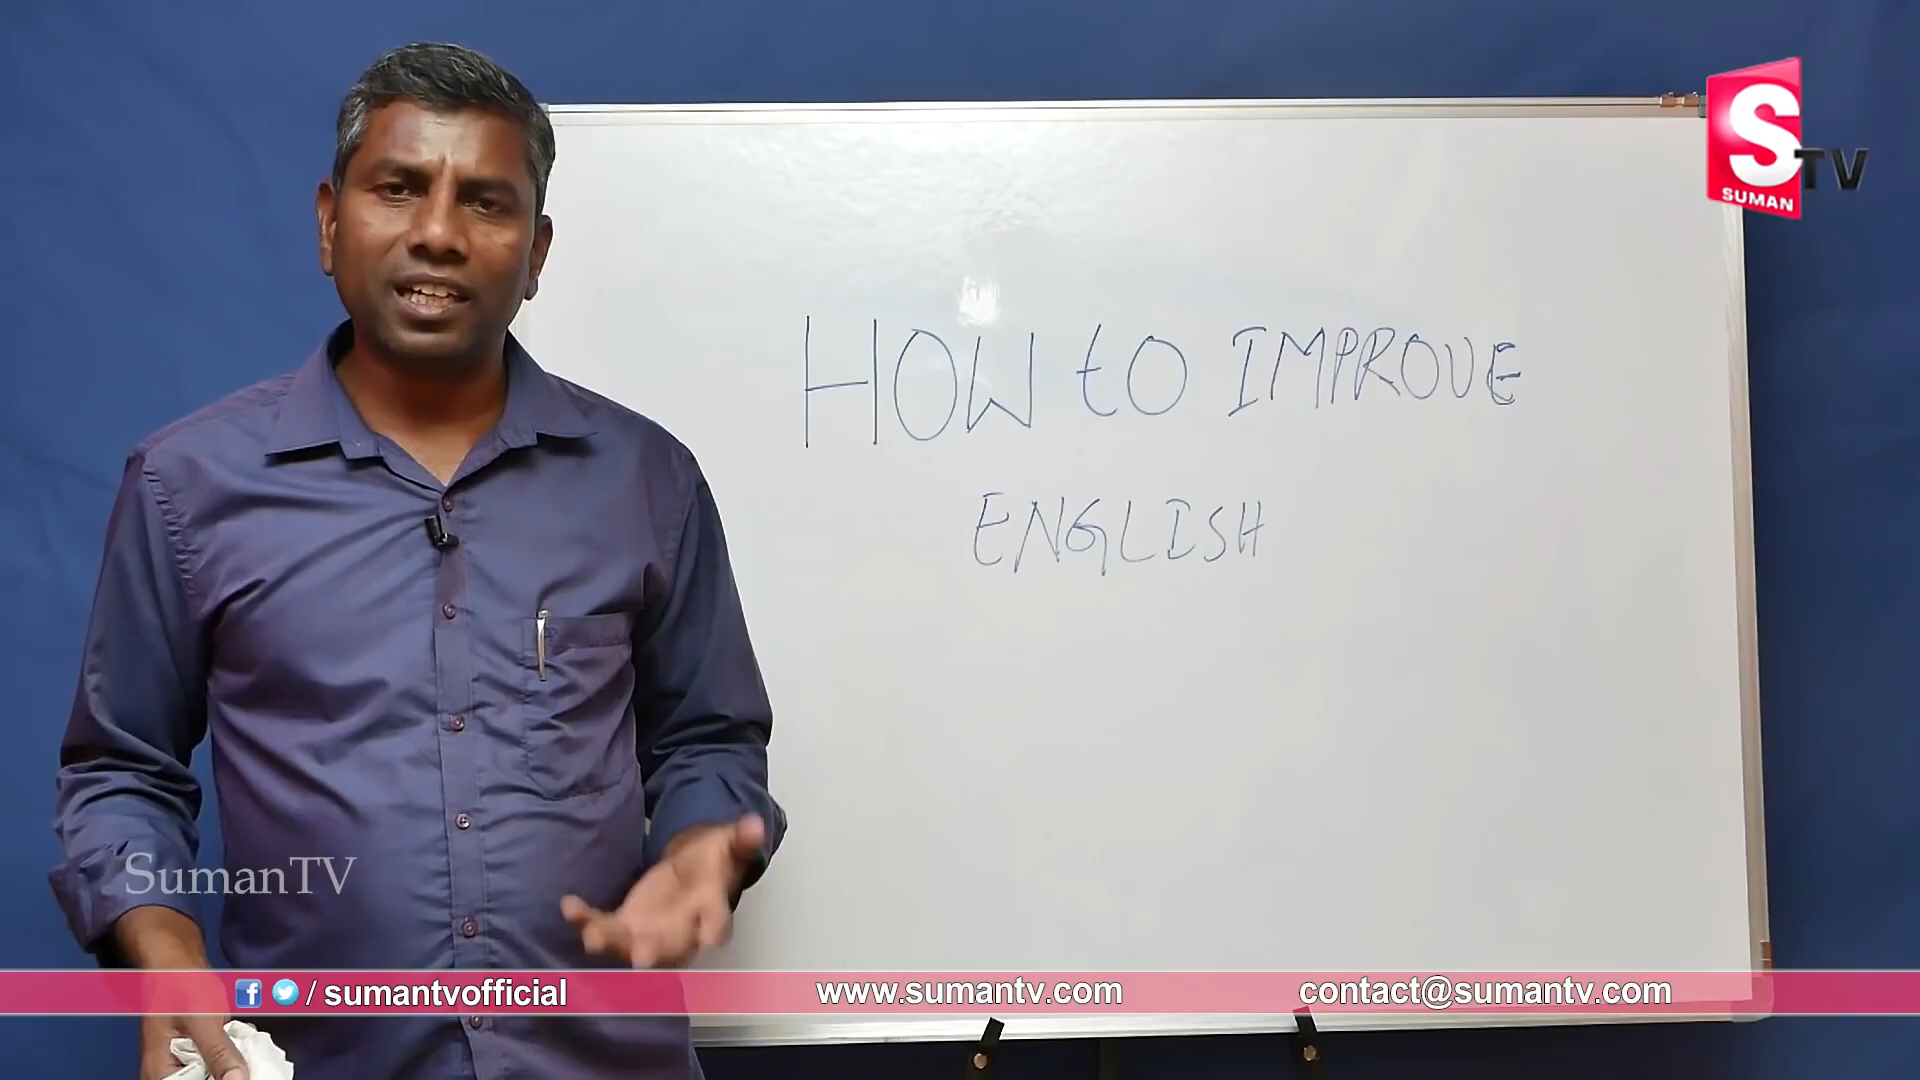 S
TV
SUMAN
HOW tO IMPROVE
ENGLISH
SumanTV
/ sumantvofficial
www.sumantv.com
contact@sumantv.com